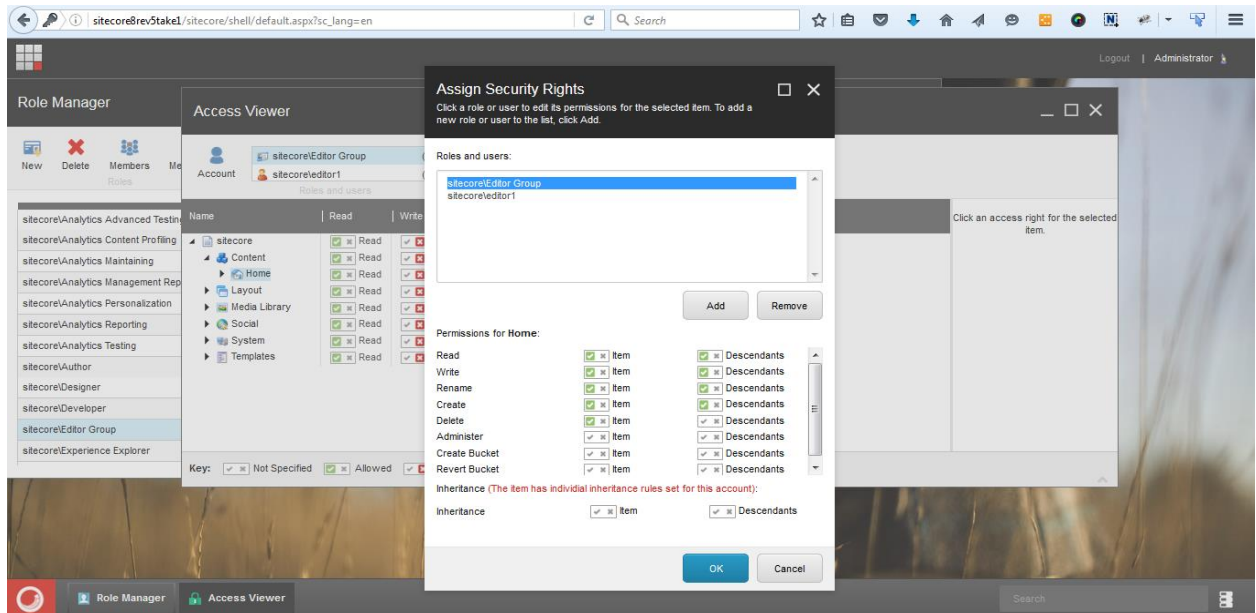 sitecore8rev5take1/sitecore/shell/default.aspx?sc_lang=en
Search
Logout | Administrator
Role Manager
New
Delete
Members
Me
Roles
sitecore\Analytics Advanced Testin
sitecore\Analytics Content Profiling
sitecore\Analytics Maintaining
sitecore\Analytics Management Rep
sitecore\Analytics Personalization
sitecore\Analytics Reporting
sitecore\Analytics Testing
sitecore\Author
sitecore\Designer
sitecore\Developer
sitecore\Editor Group
sitecore\Experience Explorer
Access Viewer
Account
sitecore\Editor Group
sitecore\editor1
Roles and users
Name Read Write
sitecore Read
Content Read
Home Read
Layout Read
Media Library Read
Social Read
System Read
Templates Read
Key: Not Specified Allowed
Click an access right for the selected
item.
Assign Security Rights
Click a role or user to edit its permissions for the selected item. To add a
new role or user to the list, click Add.
Roles and users:
sitecore\Editor Group
sitecore\editor1
Add
Remove
Permissions for Home:
Read Item Descendants
Write Item Descendants
Rename Item Descendants
Create Item Descendants
Delete Item Descendants
Administer Item Descendants
Create Bucket Item Descendants
Revert Bucket Item Descendants
Inheritance (The item has individial inheritance rules set for this account):
Inheritance Item Descendants
OK
Cancel
Role Manager
Access Viewer
Search